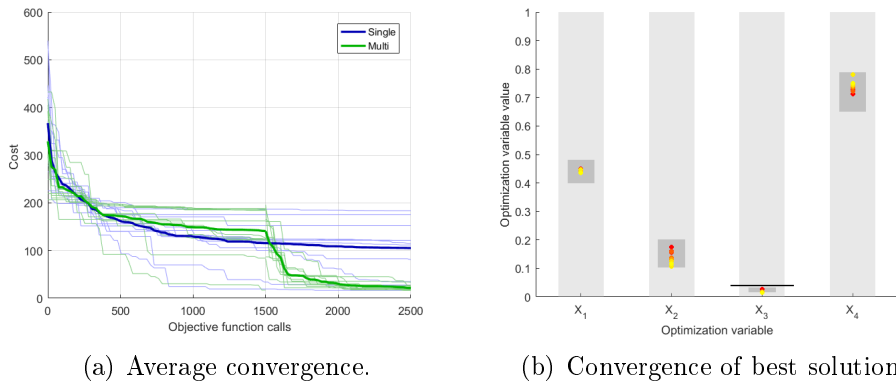 600
500
400
300
200
100
0
Cost
0 500 1000 1500 2000 2500
Objective function calls
Single
Multi
(a) Average convergence.
1
0.9
0.8
0.7
0.6
0.5
0.4
0.3
0.2
0.1
0
Optimization variable value
X1 X2 X3 X4
Optimization variable
(b) Convergence of best solution